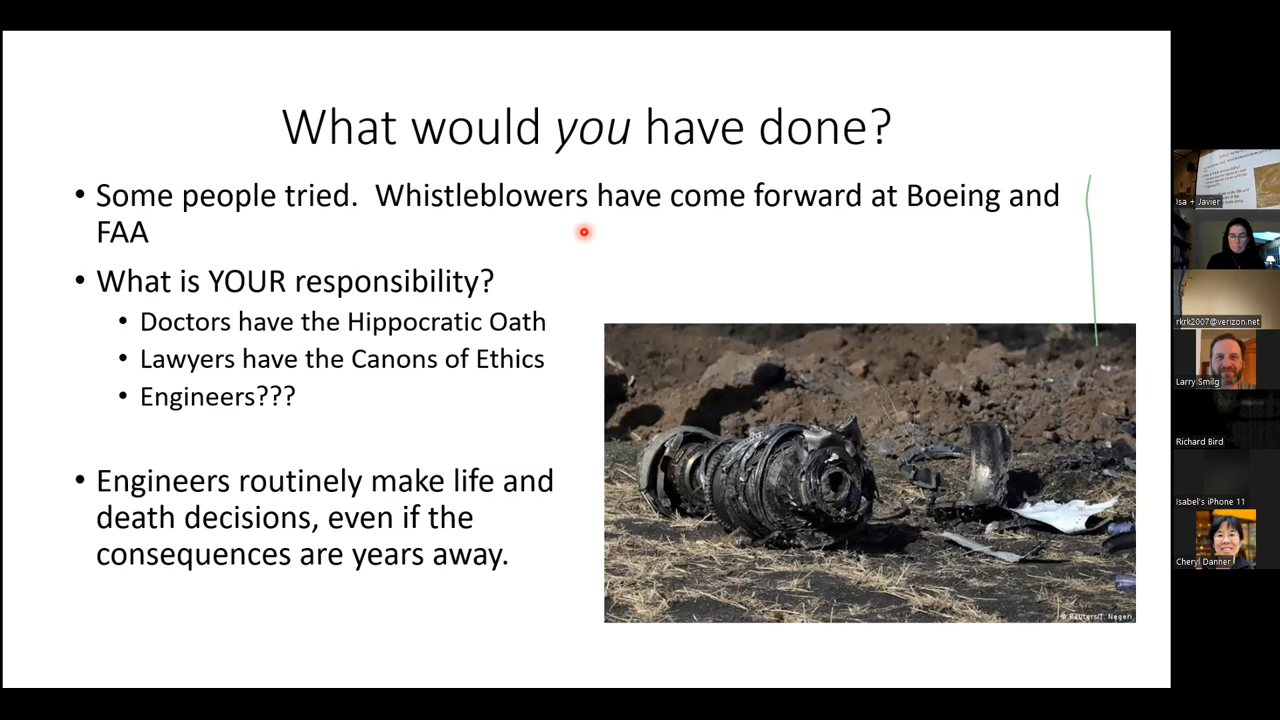 What would you have done?
• Some people tried.  Whistleblowers have come forward at Boeing and
FAA
• What is YOUR responsibility?
• Doctors have the Hippocratic Oath
• Lawyers have the Canons of Ethics
• Engineers???
• Engineers routinely make life and
death decisions, even if the
consequences are years away.
© Reuters/T. Negeri
Isa + Javier
rkrk2007@verizon.net
Larry Smilg
Richard Bird
Isabel's iPhone 11
Cheryl Danner